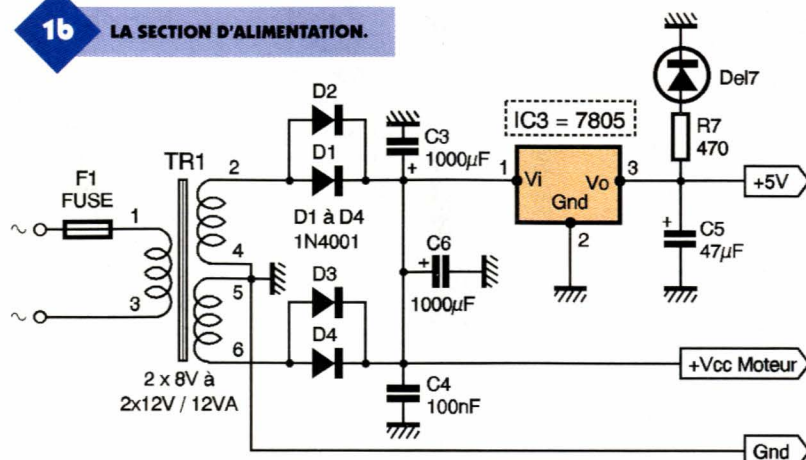 1b
LA SECTION D'ALIMENTATION.
F1
FUSE
~
~
1
3
TR1
2
4
5
6
2 x 8V à
2x12V / 12VA
D2
D1
D1 à D4
1N4001
D3
D4
C3
1000µF
+
+
C6
1000µF
C4
100nF
IC3 = 7805
1
Vi
Vo
3
Gnd
2
Del7
R7
470
+
C5
47µF
+5V
+Vcc Moteur
Gnd